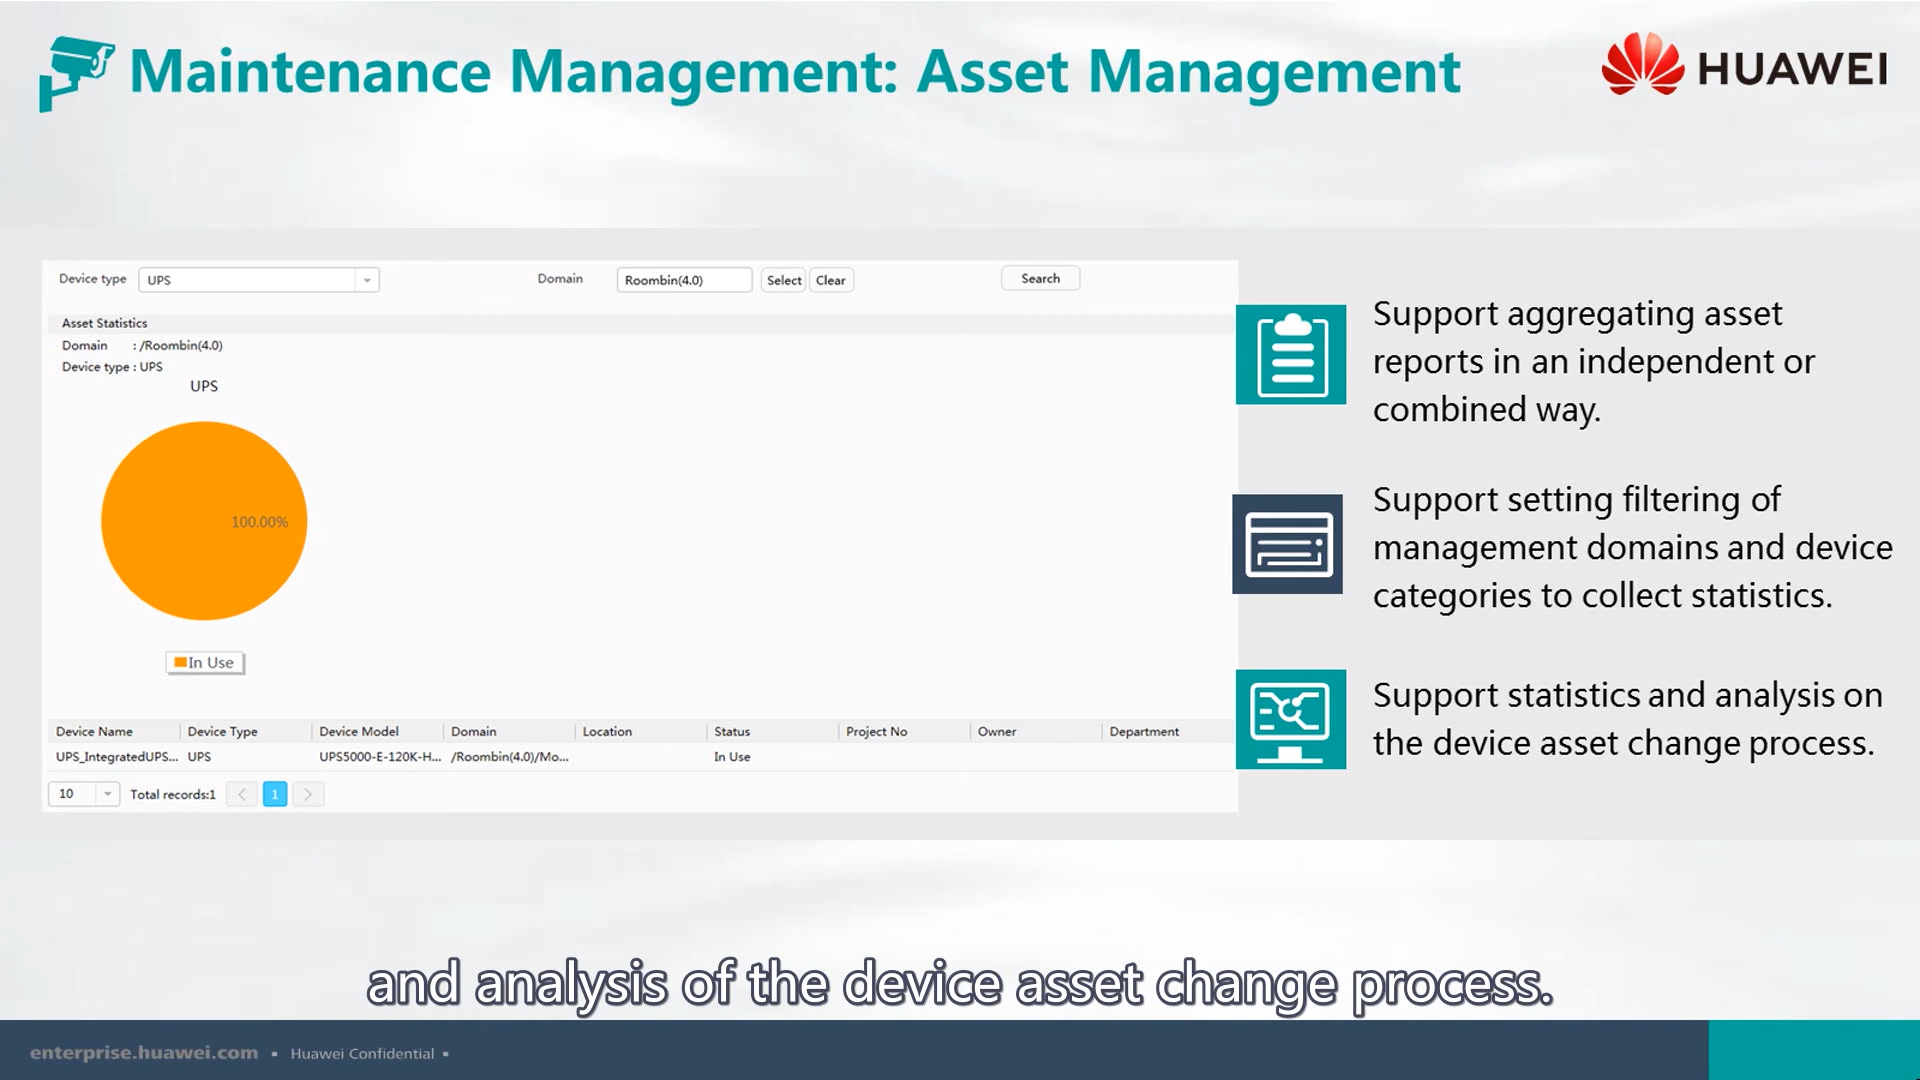 Maintenance Management: Asset Management
HUAWEI
Device type UPS Domain Roombin(4.0) Select Clear Search
Asset Statistics
Domain : /Roombin(4.0)
Device type : UPS
UPS
100.00%
In Use
Device Name Device Type Device Model Domain Location Status Project No Owner Department
UPS_IntegratedUPS... UPS UPS5000-E-120K-H... /Roombin(4.0)/Mo... In Use
10 Total records:1 < 1 >
Support aggregating asset
reports in an independent or
combined way.
Support setting filtering of
management domains and device
categories to collect statistics.
Support statistics and analysis on
the device asset change process.
and analysis of the device asset change process.
enterprise.huawei.com ▪ Huawei Confidential ▪